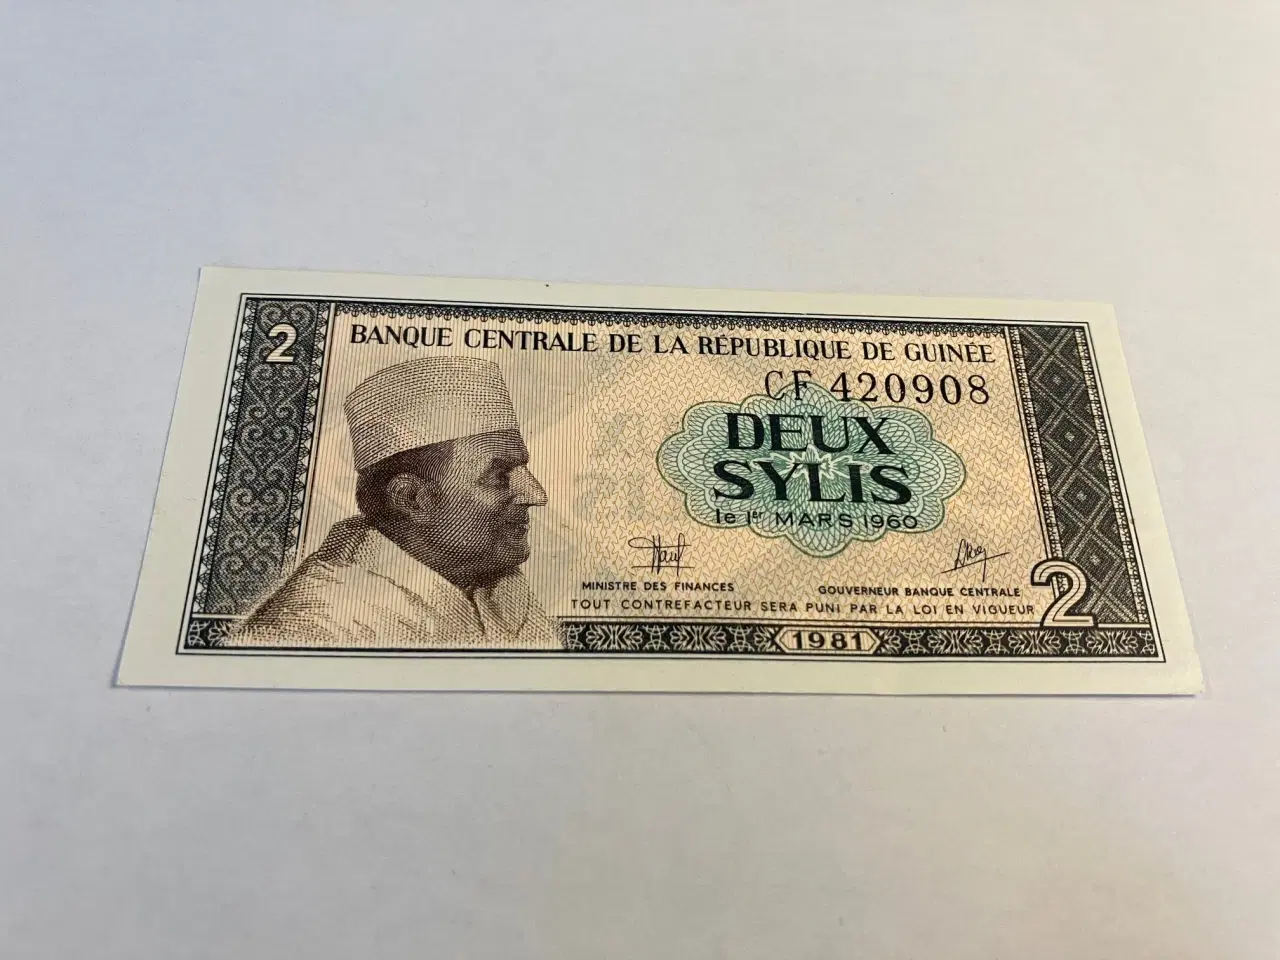 2
BANQUE CENTRALE DE LA RÉPUBLIQUE DE GUINÉE
CF 420908
DEUX
SYLIS
le 1er MARS 1960
MINISTRE DES FINANCES
GOUVERNEUR BANQUE CENTRALE
TOUT CONTREFACTEUR SERA PUNI PAR LA LOI EN VIGUEUR
2
1981